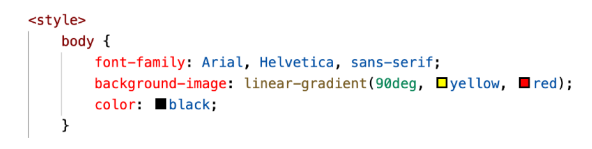 <style>
body {
font-family: Arial, Helvetica, sans-serif;
background-image: linear-gradient(90deg, yellow, red);
color: black;
}